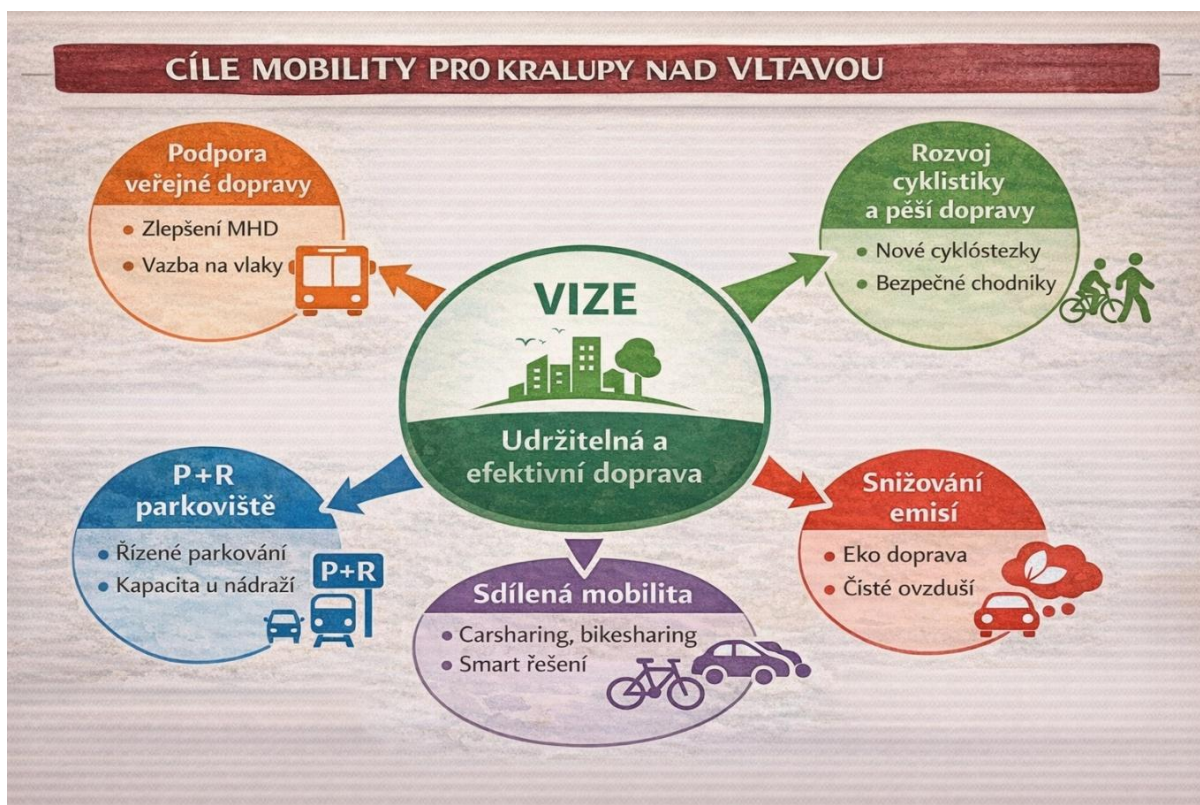 CÍLE MOBILITY PRO KRALUPY NAD VLTAVOU
Podpora
veřejné dopravy
• Zlepšení MHD
• Vazba na vlaky
Rozvoj
cyklistiky
a pěší dopravy
• Nové cyklóstezky
• Bezpečné chodniky
VIZE
Udržitelná a
efektivní doprava
P+R
parkoviště
• Řízené parkování
• Kapacita u nádraží
P+R
Sdílená mobilita
• Carsharing, bikesharing
• Smart řešení
Snižování
emisí
• Eko doprava
• Čisté ovzduší